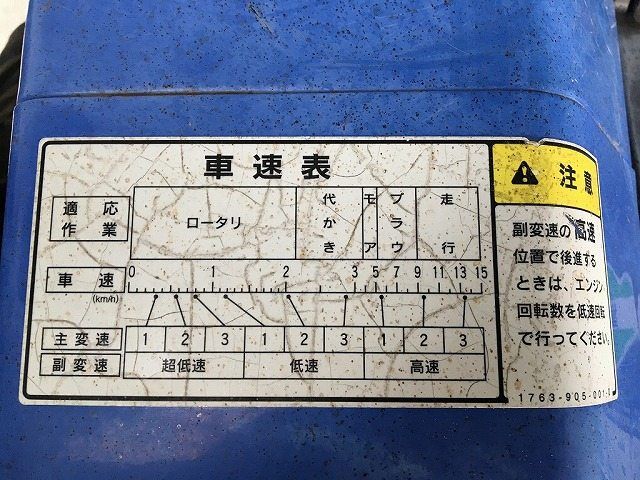 車速表
適応作業 ロータリ 代かき モア プラウ 走行
車速 (km/h) 0 1 2 3 5 7 9 11 13 15
主変速 1 2 3 1 2 3 1 2 3
副変速 超低速 低速 高速
注意
副変速の高速
位置で後進する
ときは、エンジン
回転数を低速回転
で行ってください。
1763-905-001-